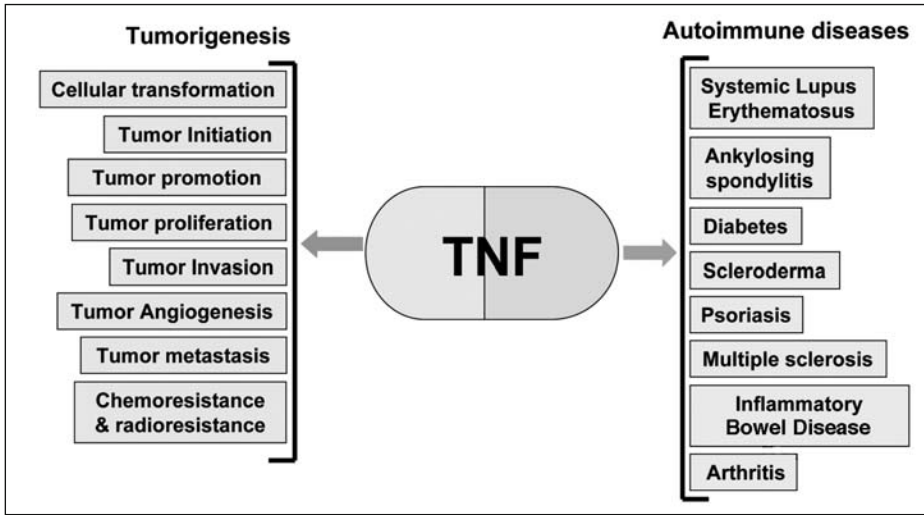 Tumorigenesis
Cellular transformation
Tumor Initiation
Tumor promotion
Tumor proliferation
Tumor Invasion
Tumor Angiogenesis
Tumor metastasis
Chemoresistance
& radioresistance
TNF
Autoimmune diseases
Systemic Lupus
Erythematosus
Ankylosing
spondylitis
Diabetes
Scleroderma
Psoriasis
Multiple sclerosis
Inflammatory
Bowel Disease
Arthritis